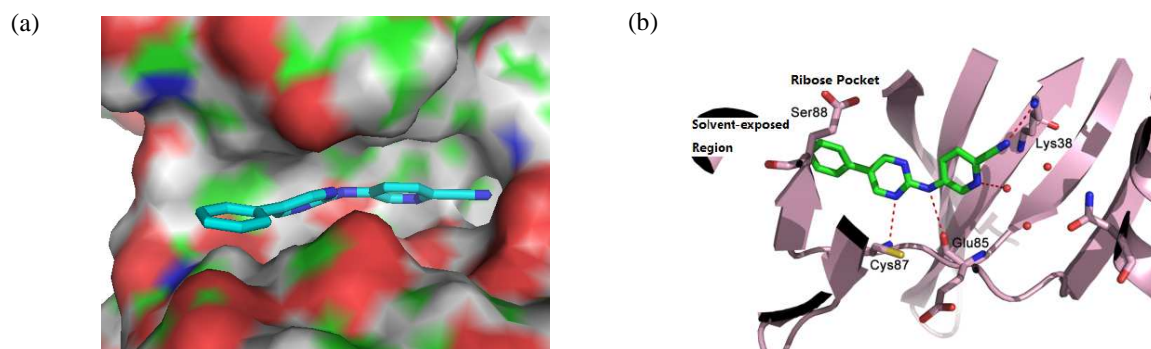 (a)
(b)
Ribose Pocket
Ser88
Solvent-exposed
Region
Lys38
Glu85
Cys87